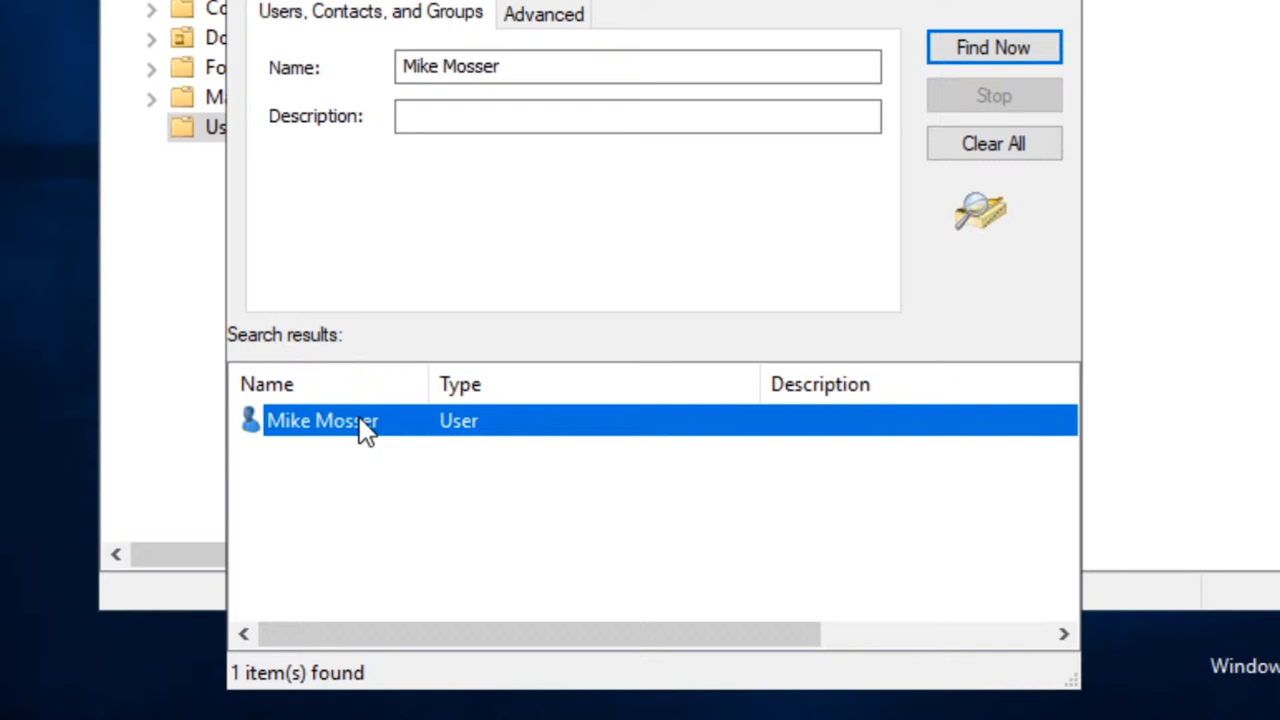 Users, Contacts, and Groups
Advanced
Find Now
Name:
Mike Mosser
Stop
Description:
Clear All
Search results:
Name
Type
Description
Mike Mosser
User
1 item(s) found